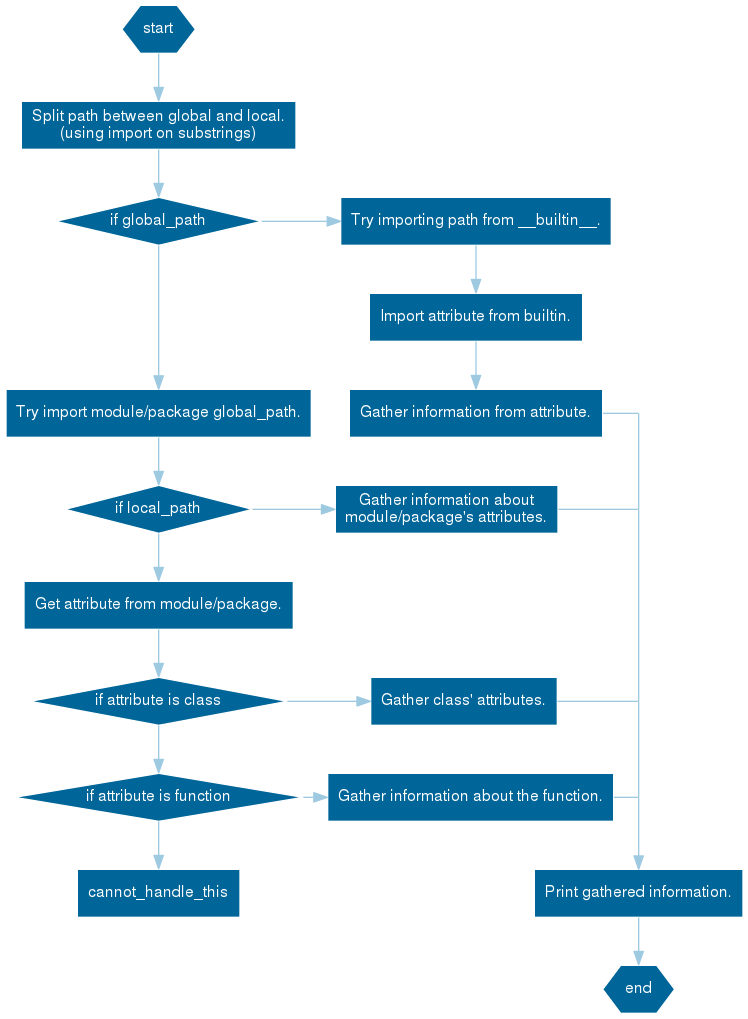 start
Split path between global and local.
(using import on substrings)
if global_path
Try importing path from __builtin__.
Import attribute from builtin.
Try import module/package global_path.
Gather information from attribute.
if local_path
Gather information about
module/package's attributes.
Get attribute from module/package.
if attribute is class
Gather class' attributes.
if attribute is function
Gather information about the function.
cannot_handle_this
Print gathered information.
end